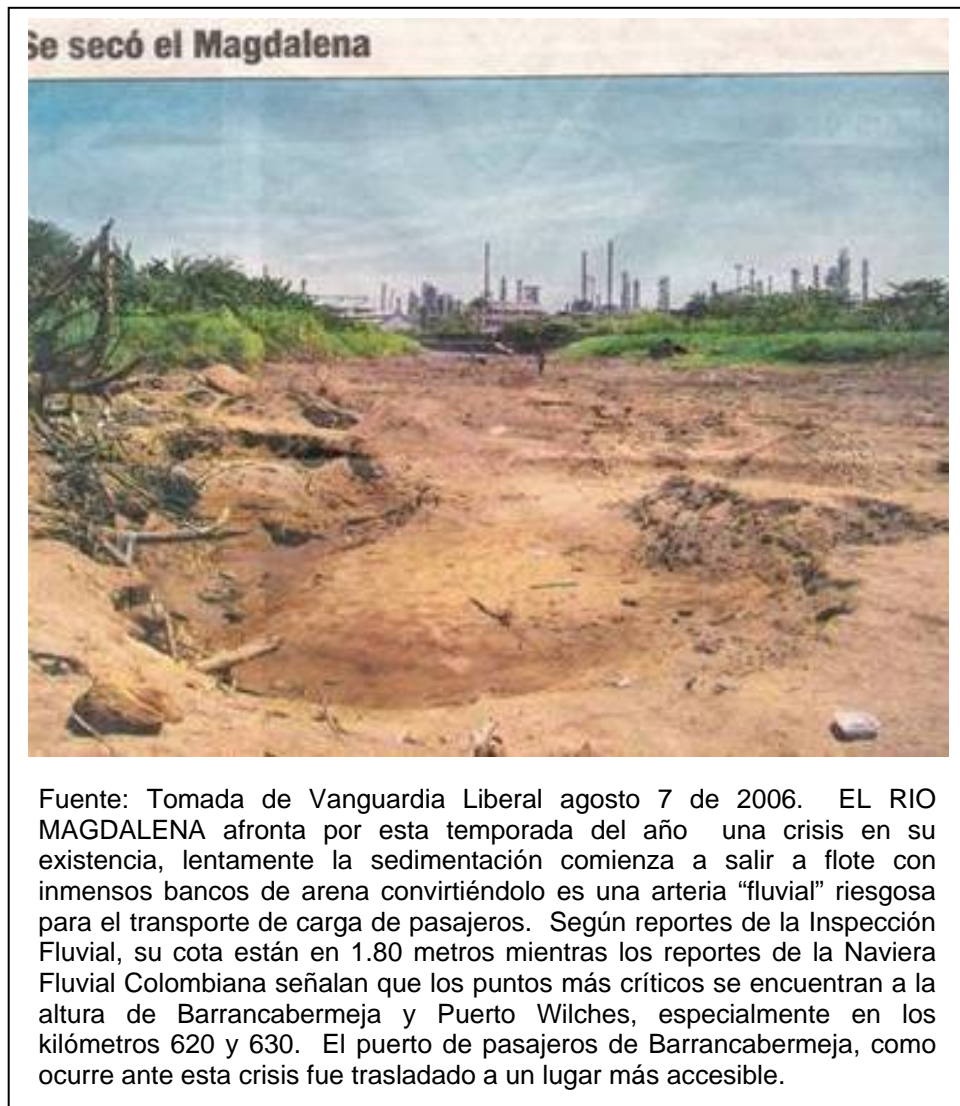 Se secó el Magdalena
Fuente: Tomada de Vanguardia Liberal agosto 7 de 2006. EL RIO
MAGDALENA afronta por esta temporada del año una crisis en su
existencia, lentamente la sedimentación comienza a salir a flote con
inmensos bancos de arena convirtiéndolo es una arteria “fluvial” riesgosa
para el transporte de carga de pasajeros. Según reportes de la Inspección
Fluvial, su cota están en 1.80 metros mientras los reportes de la Naviera
Fluvial Colombiana señalan que los puntos más críticos se encuentran a la
altura de Barrancabermeja y Puerto Wilches, especialmente en los
kilómetros 620 y 630. El puerto de pasajeros de Barrancabermeja, como
ocurre ante esta crisis fue trasladado a un lugar más accesible.